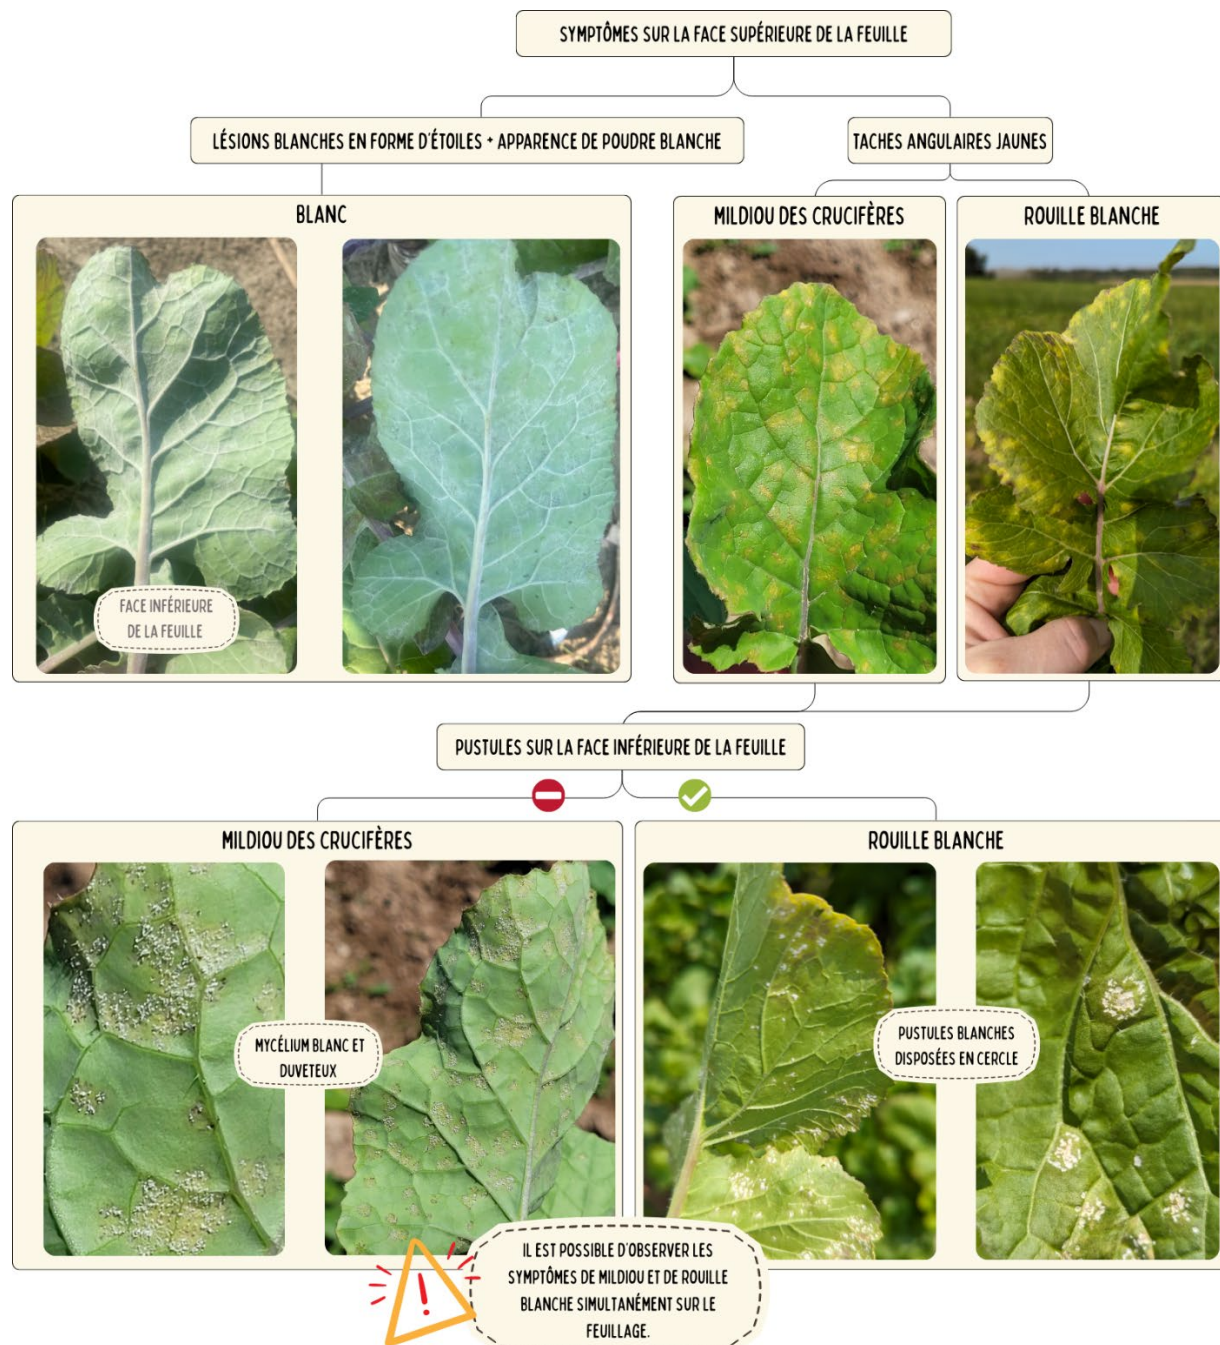 SYMPTÔMES SUR LA FACE SUPÉRIEURE DE LA FEUILLE
LÉSIONS BLANCHES EN FORME D'ÉTOILES + APPARENCE DE POUDRE BLANCHE
TACHES ANGULAIRES JAUNES
BLANC
MILDIOU DES CRUCIFÈRES
ROUILLE BLANCHE
FACE INFÉRIEURE
DE LA FEUILLE
PUSTULES SUR LA FACE INFÉRIEURE DE LA FEUILLE
MILDIOU DES CRUCIFÈRES
ROUILLE BLANCHE
MYCÉLIUM BLANC ET
DUVETEUX
PUSTULES BLANCHES
DISPOSÉES EN CERCLE
IL EST POSSIBLE D'OBSERVER LES
SYMPTÔMES DE MILDIOU ET DE ROUILLE
BLANCHE SIMULTANÉMENT SUR LE
FEUILLAGE.